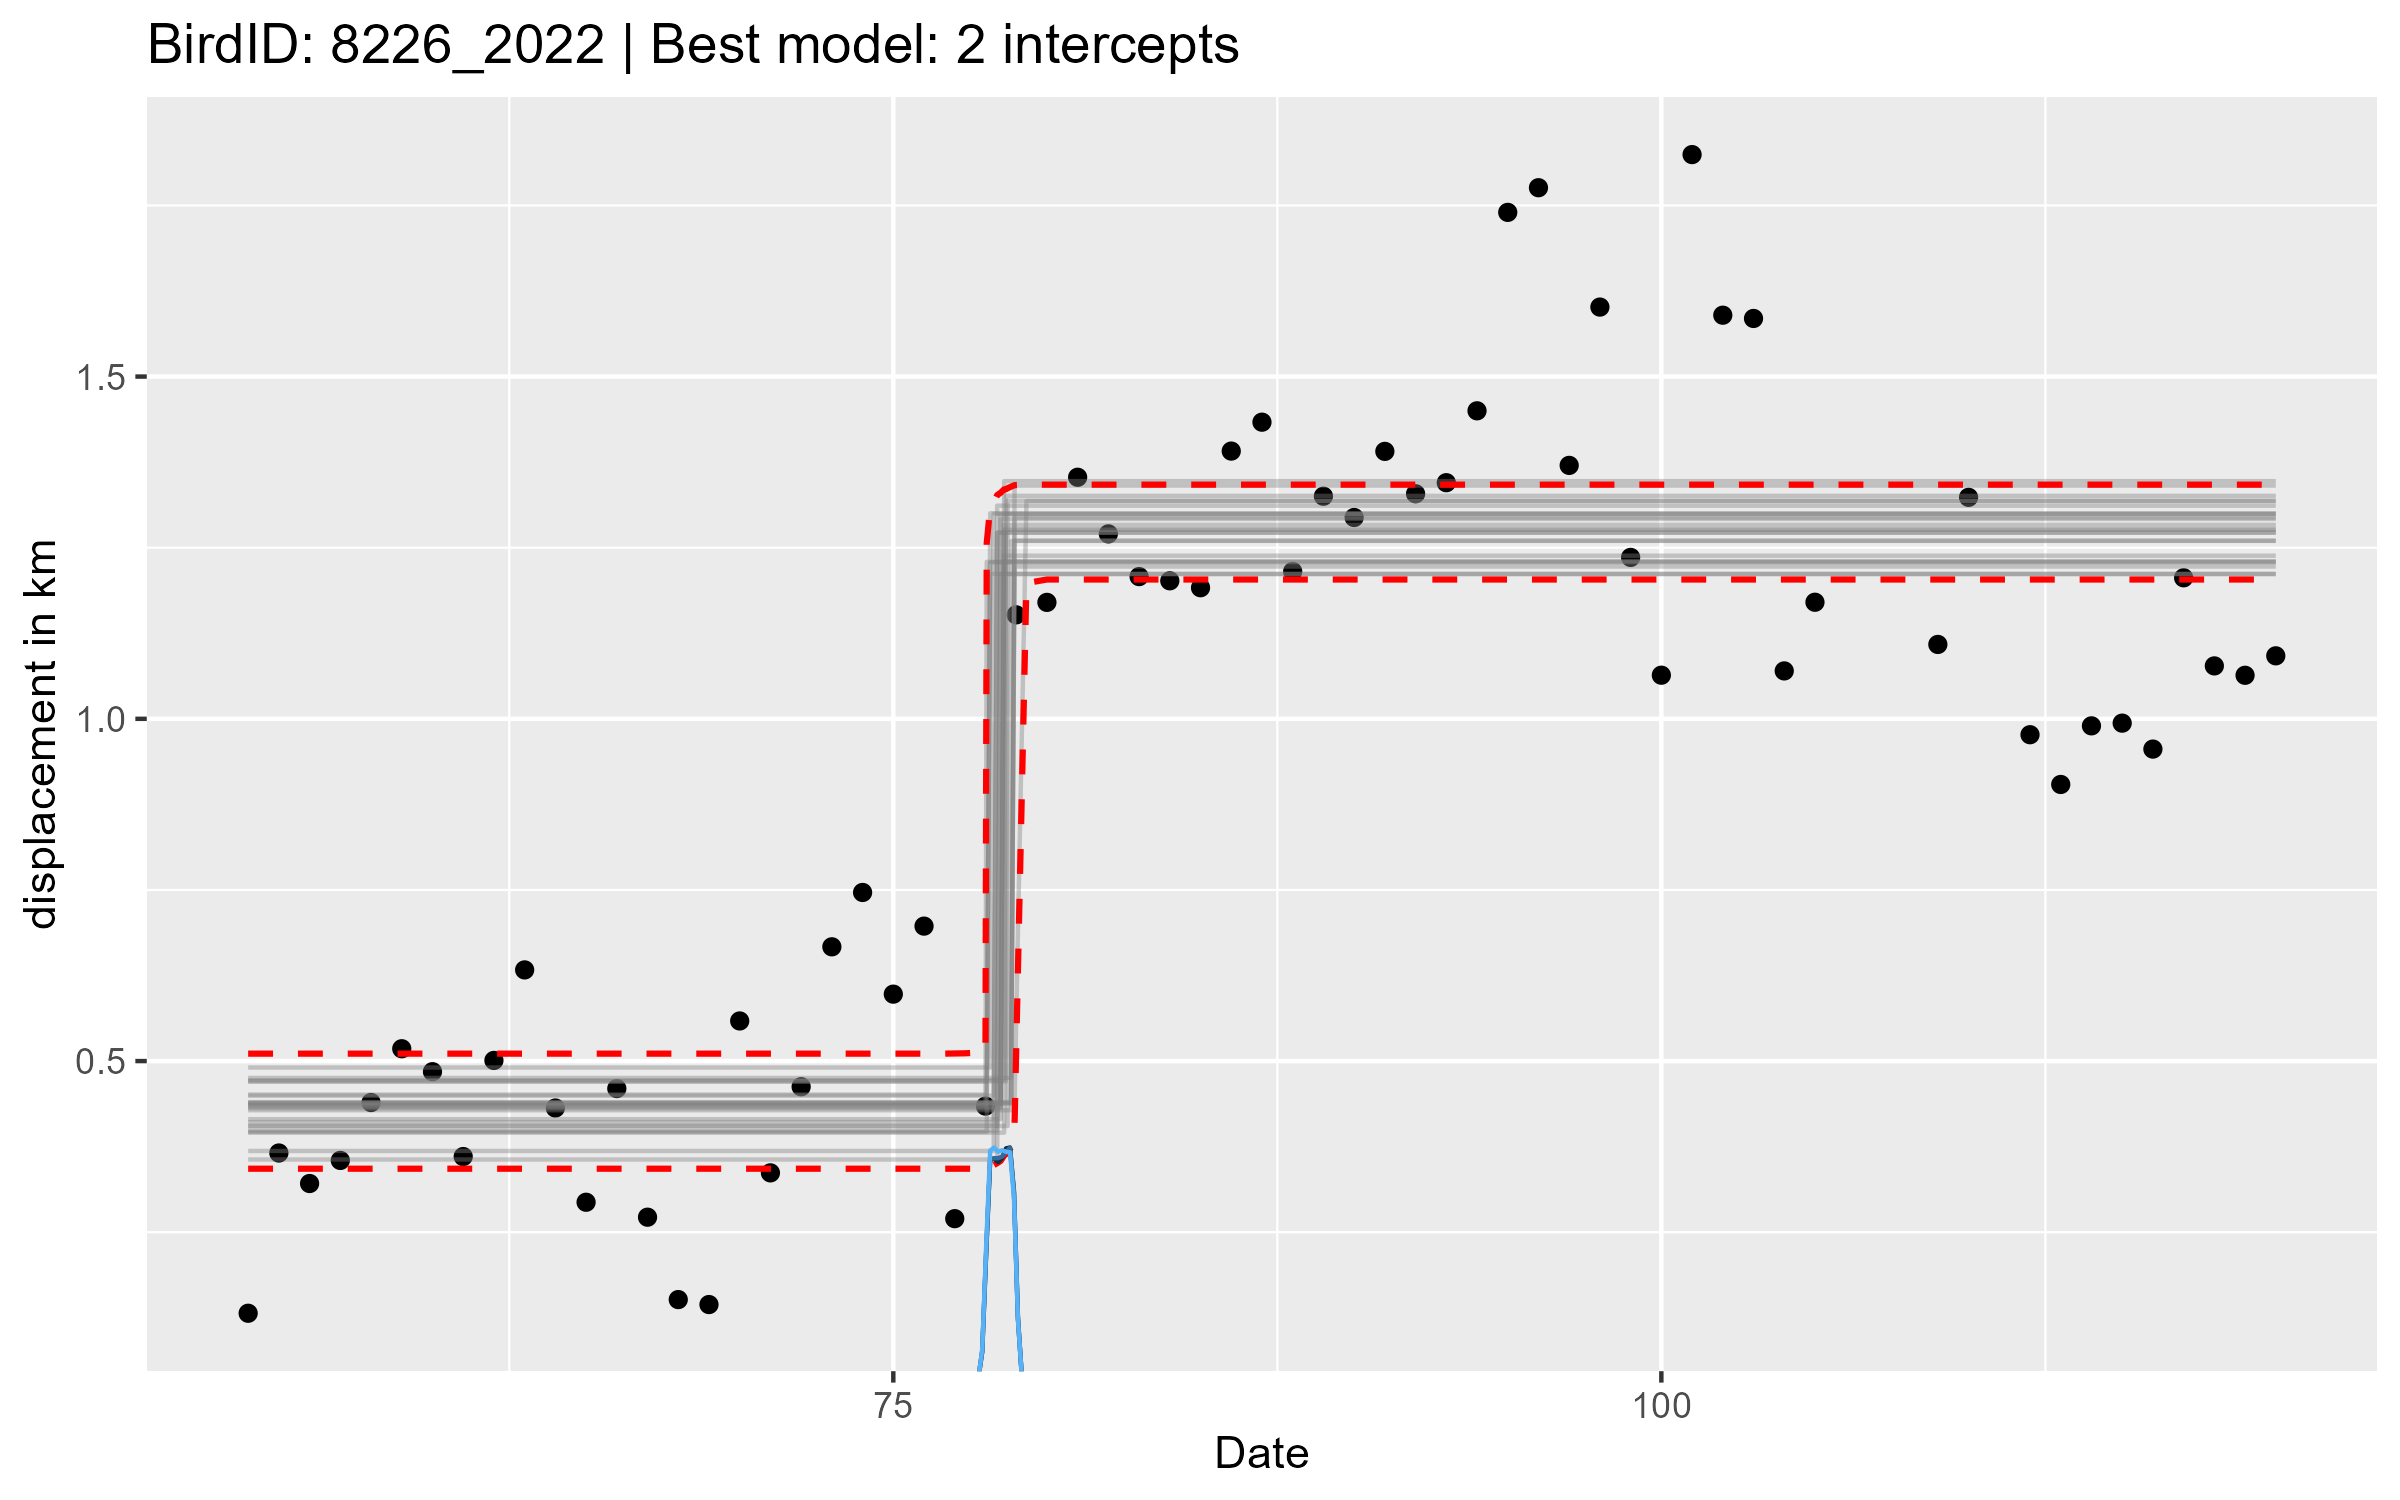 BirdID: 8226_2022 | Best model: 2 intercepts
displacement in km
1.5
1.0
0.5
75
100
Date